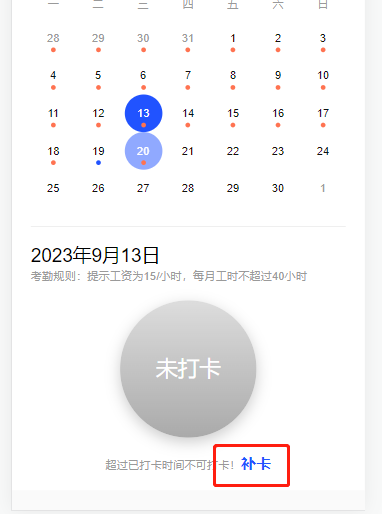 一 二 三 四 五 六 日
28 29 30 31 1 2 3
4 5 6 7 8 9 10
11 12 13 14 15 16 17
18 19 20 21 22 23 24
25 26 27 28 29 30 1
2023年9月13日
考勤规则：提示工资为15/小时，每月工时不超过40小时
未打卡
超过已打卡时间不可打卡！补卡